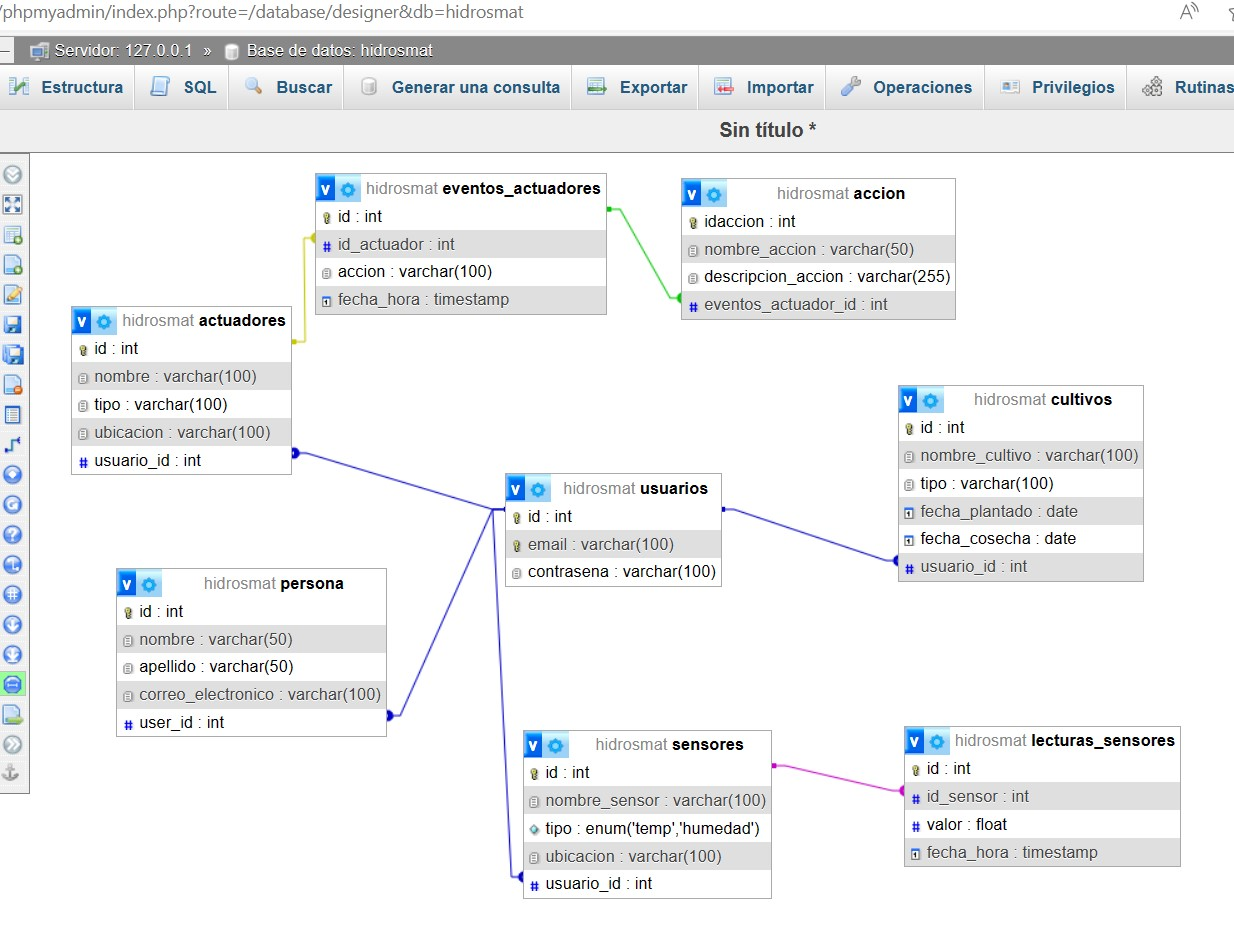 /phpmyadmin/index.php?route=/database/designer&db=hidrosmat
Servidor: 127.0.0.1 » Base de datos: hidrosmat
Estructura SQL Buscar Generar una consulta Exportar Importar Operaciones Privilegios Rutinas
Sin título *
v hidrosmat eventos_actuadores
id : int
# id_actuador : int
accion : varchar(100)
fecha_hora : timestamp
v hidrosmat accion
idaccion : int
nombre_accion : varchar(50)
descripcion_accion : varchar(255)
# eventos_actuador_id : int
v hidrosmat actuadores
id : int
nombre : varchar(100)
tipo : varchar(100)
ubicacion : varchar(100)
# usuario_id : int
v hidrosmat cultivos
id : int
nombre_cultivo : varchar(100)
tipo : varchar(100)
fecha_plantado : date
fecha_cosecha : date
# usuario_id : int
v hidrosmat usuarios
id : int
email : varchar(100)
contrasena : varchar(100)
v hidrosmat persona
id : int
nombre : varchar(50)
apellido : varchar(50)
correo_electronico : varchar(100)
# user_id : int
v hidrosmat sensores
id : int
nombre_sensor : varchar(100)
tipo : enum('temp','humedad')
ubicacion : varchar(100)
# usuario_id : int
v hidrosmat lecturas_sensores
id : int
# id_sensor : int
# valor : float
fecha_hora : timestamp